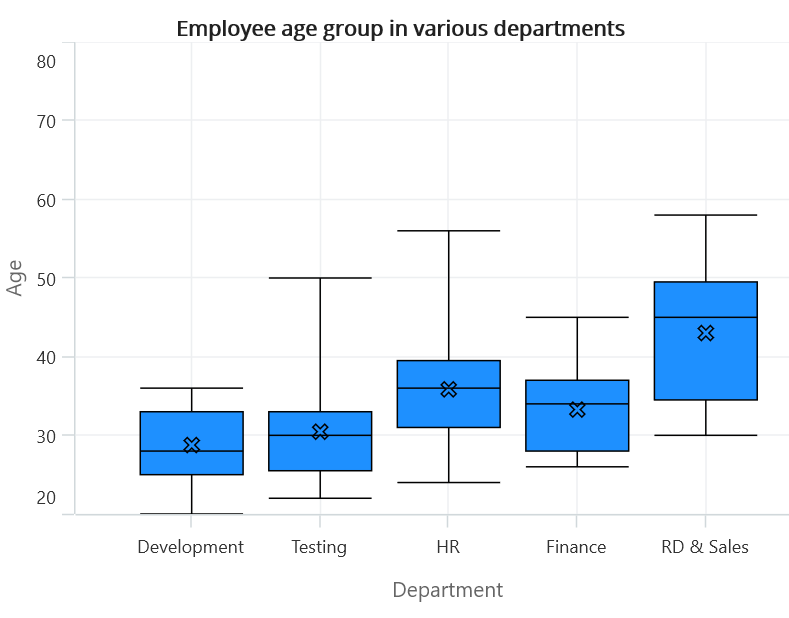 Employee age group in various departments
80
70
60
50
40
30
20
Age
Development Testing HR Finance RD & Sales
Department